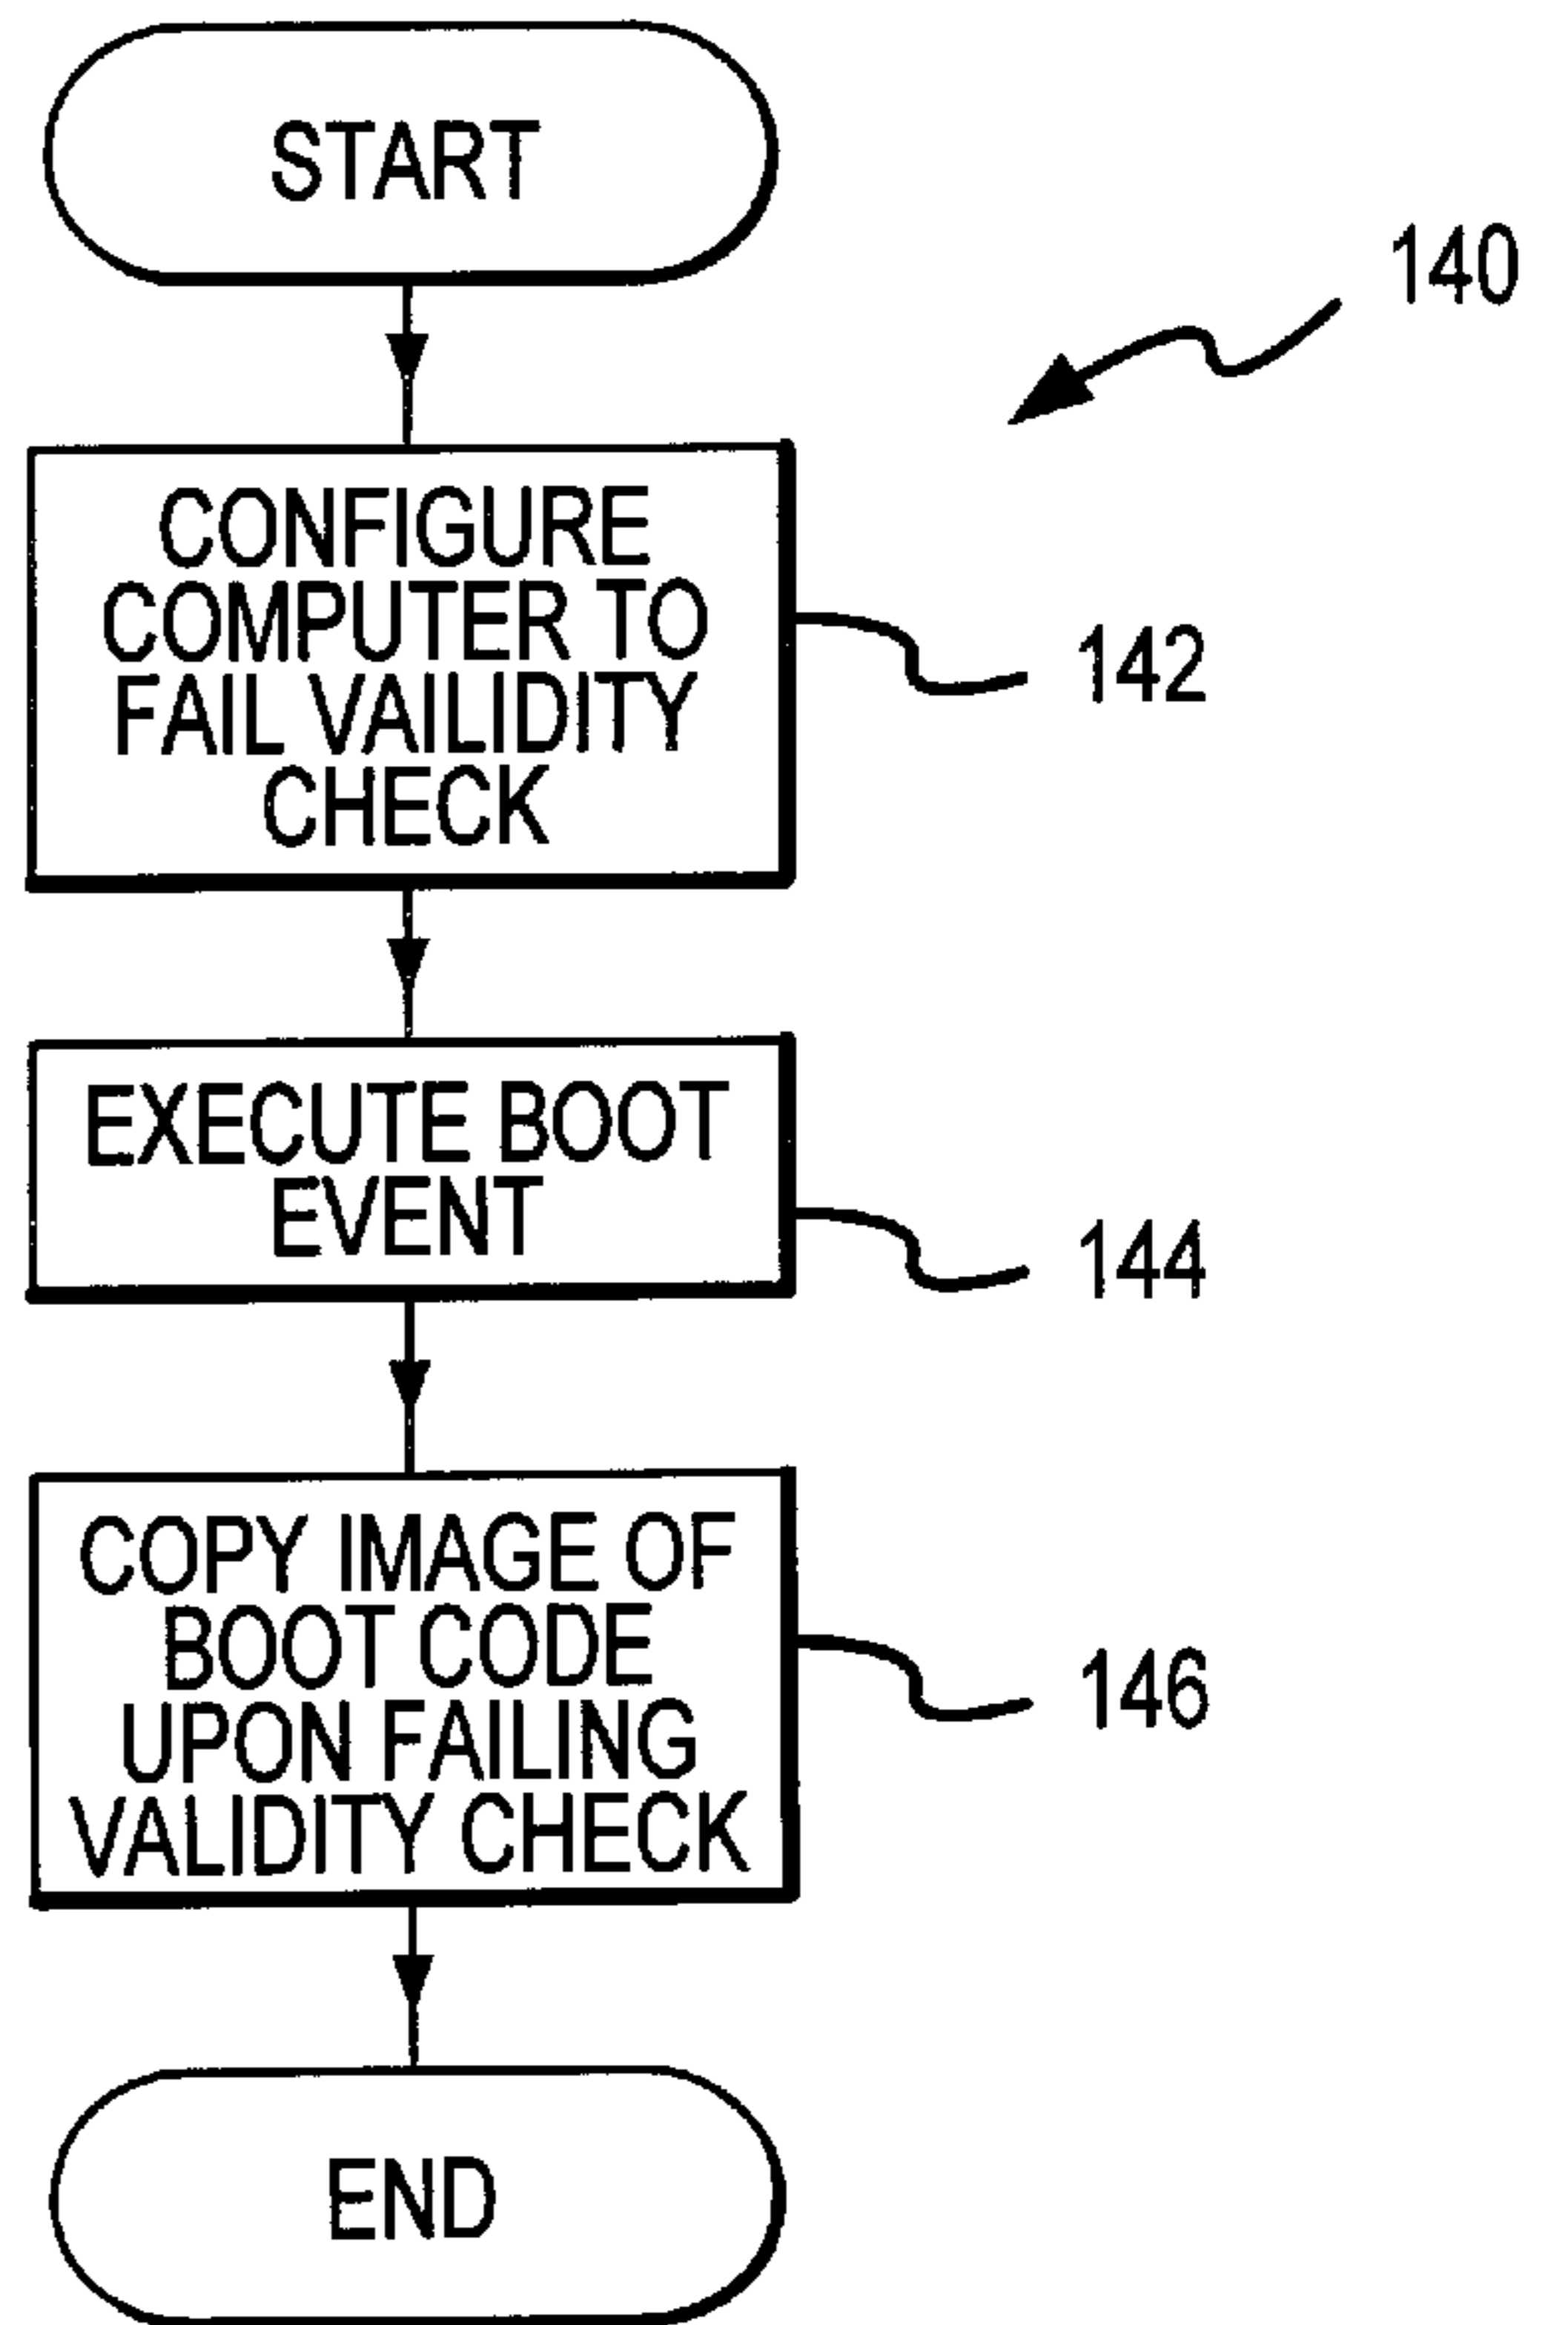 START
140
CONFIGURE
COMPUTER TO
FAIL VAILIDITY
CHECK
142
EXECUTE BOOT
EVENT
144
COPY IMAGE OF
BOOT CODE
UPON FAILING
VALIDITY CHECK
146
END